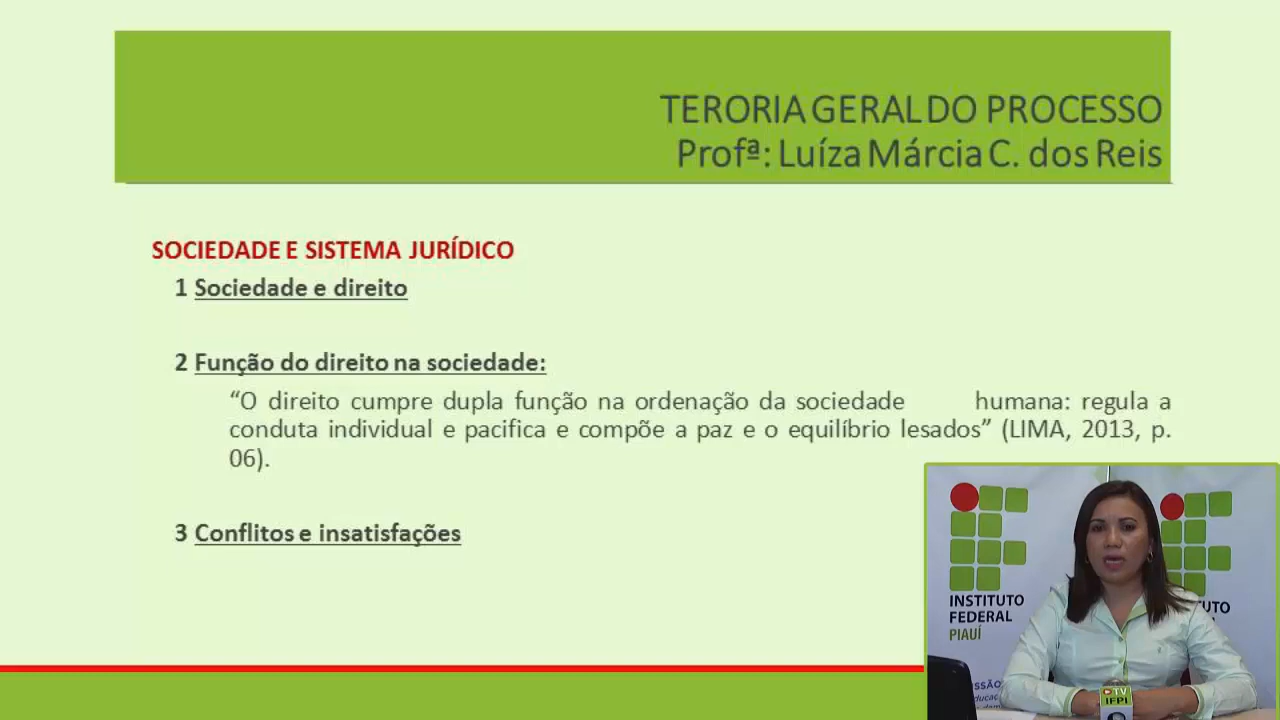 TERORIA GERAL DO PROCESSO
Profª: Luíza Márcia C. dos Reis
SOCIEDADE E SISTEMA JURÍDICO
1 Sociedade e direito
2 Função do direito na sociedade:
“O direito cumpre dupla função na ordenação da sociedade humana: regula a
conduta individual e pacifica e compõe a paz e o equilíbrio lesados” (LIMA, 2013, p.
06).
3 Conflitos e insatisfações
INSTITUTO
FEDERAL
PIAUÍ
TV
IFPI